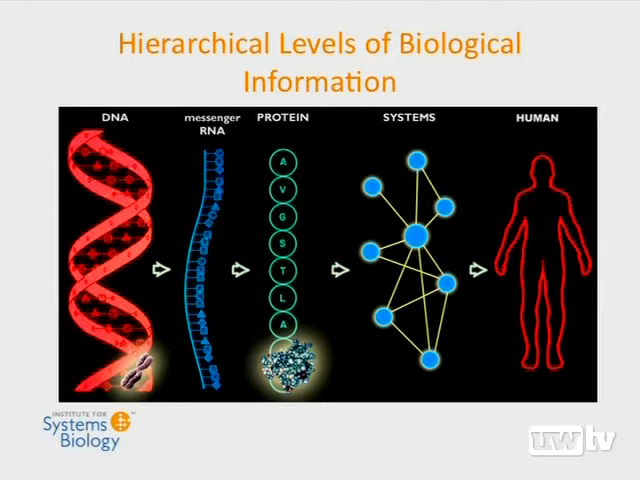 Hierarchical Levels of Biological
Information
DNA
messenger
RNA
PROTEIN
SYSTEMS
HUMAN
A
V
G
S
T
L
A
INSTITUTE FOR
Systems
Biology
uwtv